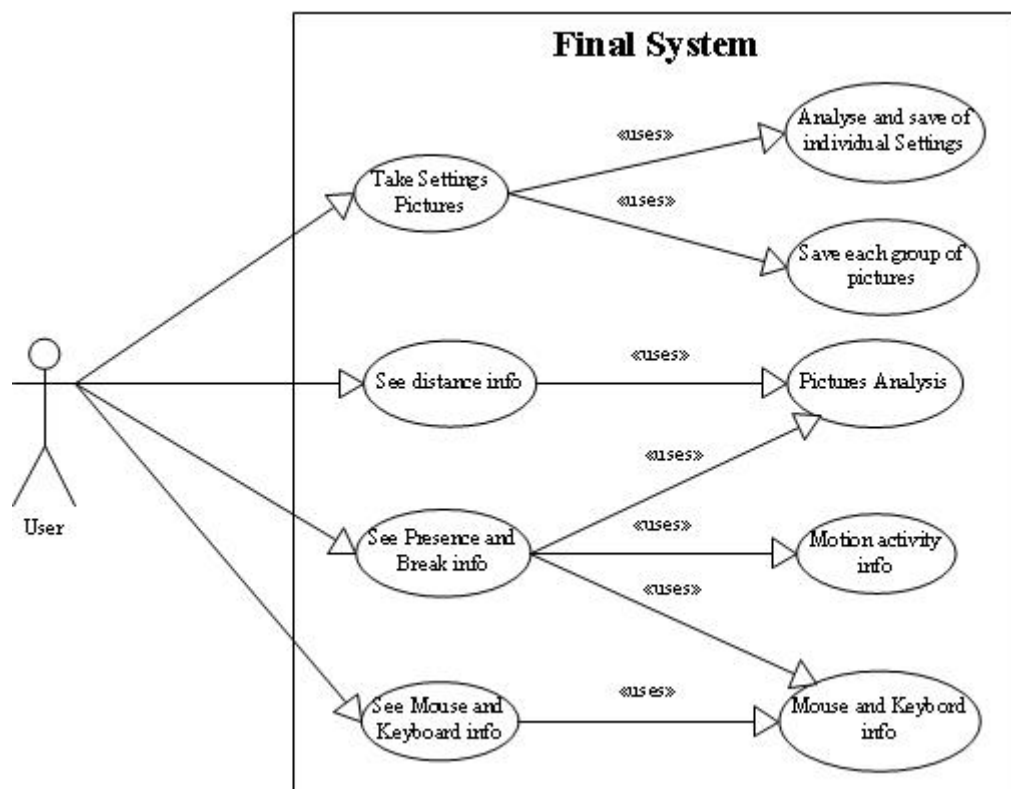 Final System
«uses»
Analyse and save of
individual Settings
Take Settings
Pictures
«uses»
Save each group of
pictures
«uses»
See distance info
Pictures Analysis
«uses»
User
See Presence and
Break info
«uses»
Motion activity
info
«uses»
See Mouse and
Keyboard info
«uses»
Mouse and Keybord
info